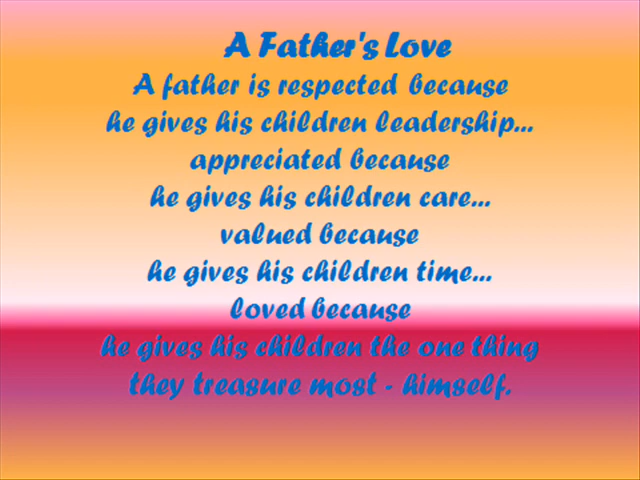 A Father's Love
A father is respected because
he gives his children leadership...
appreciated because
he gives his children care...
valued because
he gives his children time...
loved because
he gives his children the one thing
they treasure most - himself.